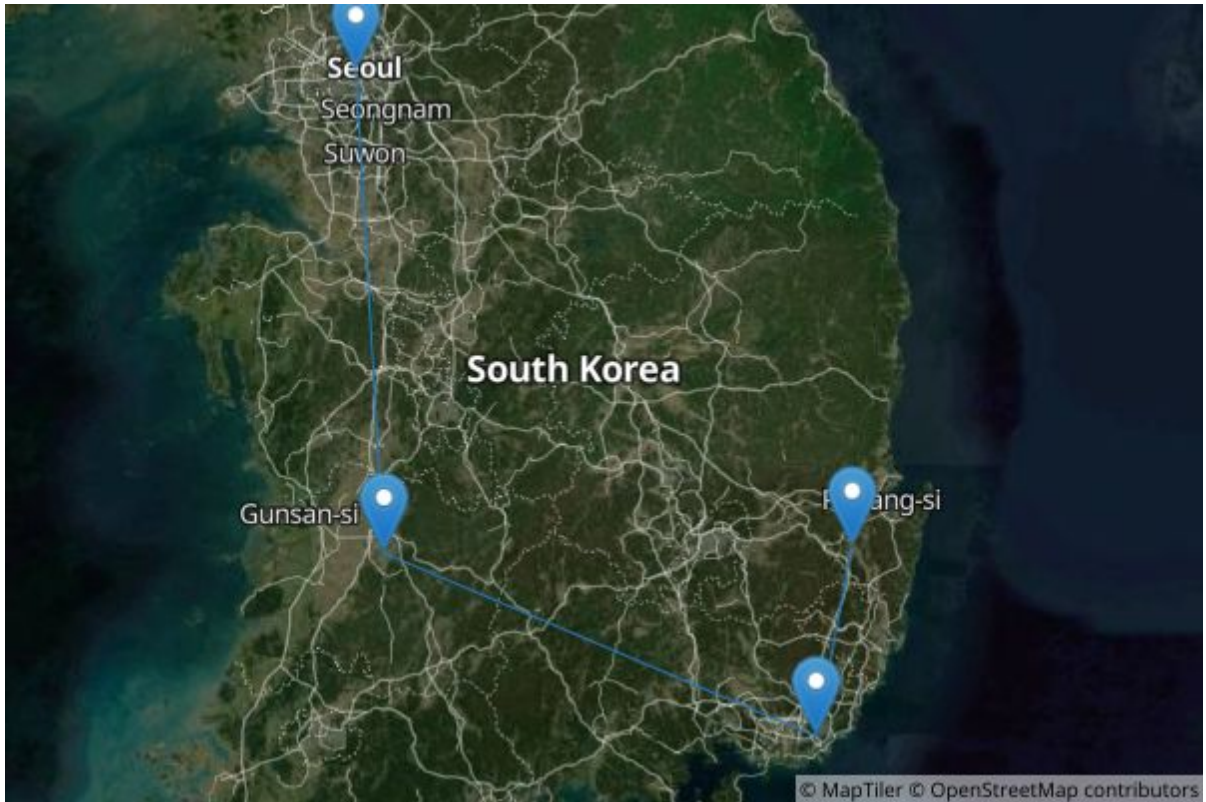 Seoul
Seongnam
Suwon
South Korea
Gunsan-si
ang-si
© MapTiler © OpenStreetMap contributors